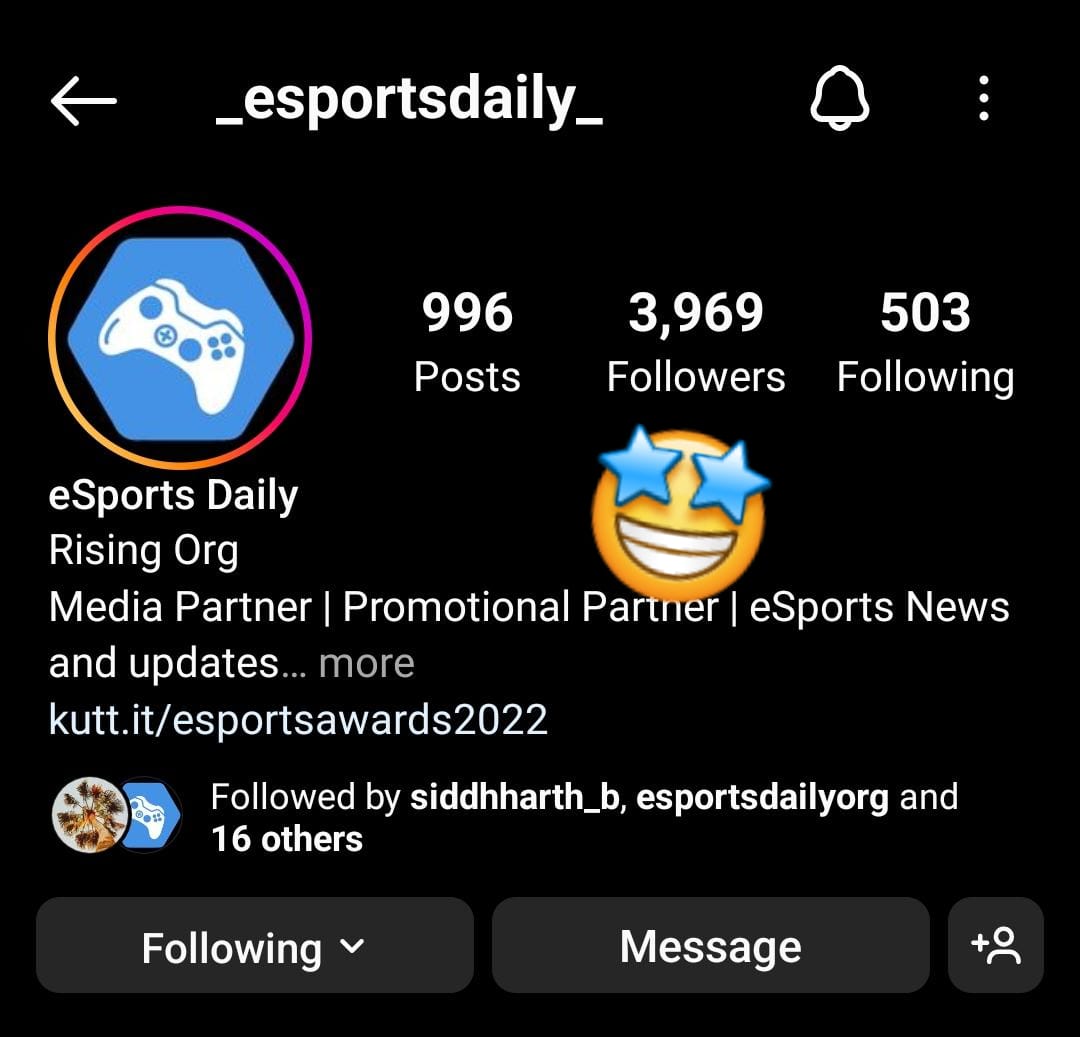 _esportsdaily_
996 3,969 503
Posts Followers Following
eSports Daily
Rising Org
Media Partner | Promotional Partner | eSports News
and updates... more
kutt.it/esportsawards2022
Followed by siddhharth_b, esportsdailyorg and
16 others
Following Message